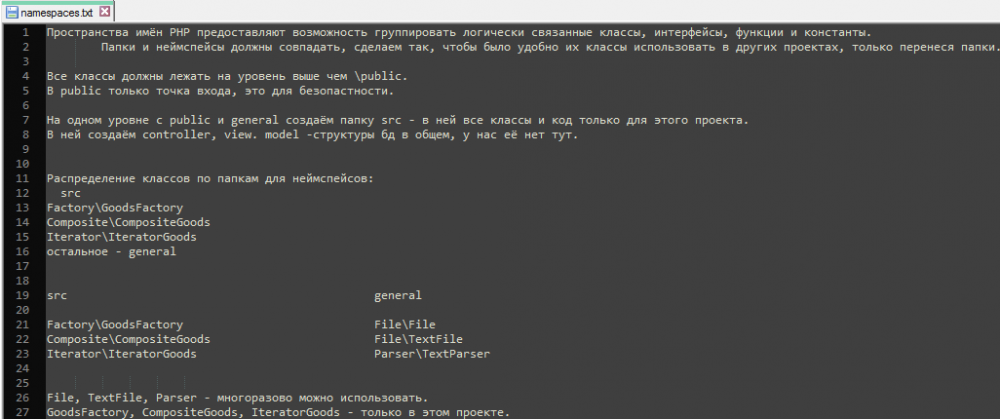 namespaces.txt
1 Пространства имён PHP предоставляют возможность группировать логически связанные классы, интерфейсы, функции и константы.
2 Папки и неймпейсы должны совпадать, сделаем так, чтобы было удобно их классы использовать в других проектах, только перенеся папки.
3
4 Все классы должны лежать на уровень выше чем \public.
5 В public только точка входа, это для безопастности.
6
7 На одном уровне с public и general создаём папку src - в ней все классы и код только для этого проекта.
8 В ней создаём controller, view. model -структуры бд в общем, у нас её нет тут.
9
10
11 Распределение классов по папкам для неймспейсов:
12 src
13 Factory\GoodsFactory
14 Composite\CompositeGoods
15 Iterator\IteratorGoods
16 остальное - general
17
18
19 src general
20
21 Factory\GoodsFactory File\File
22 Composite\CompositeGoods File\TextFile
23 Iterator\IteratorGoods Parser\TextParser
24
25
26 File, TextFile, Parser - многоразово можно использовать.
27 GoodsFactory, CompositeGoods, IteratorGoods - только в этом проекте.